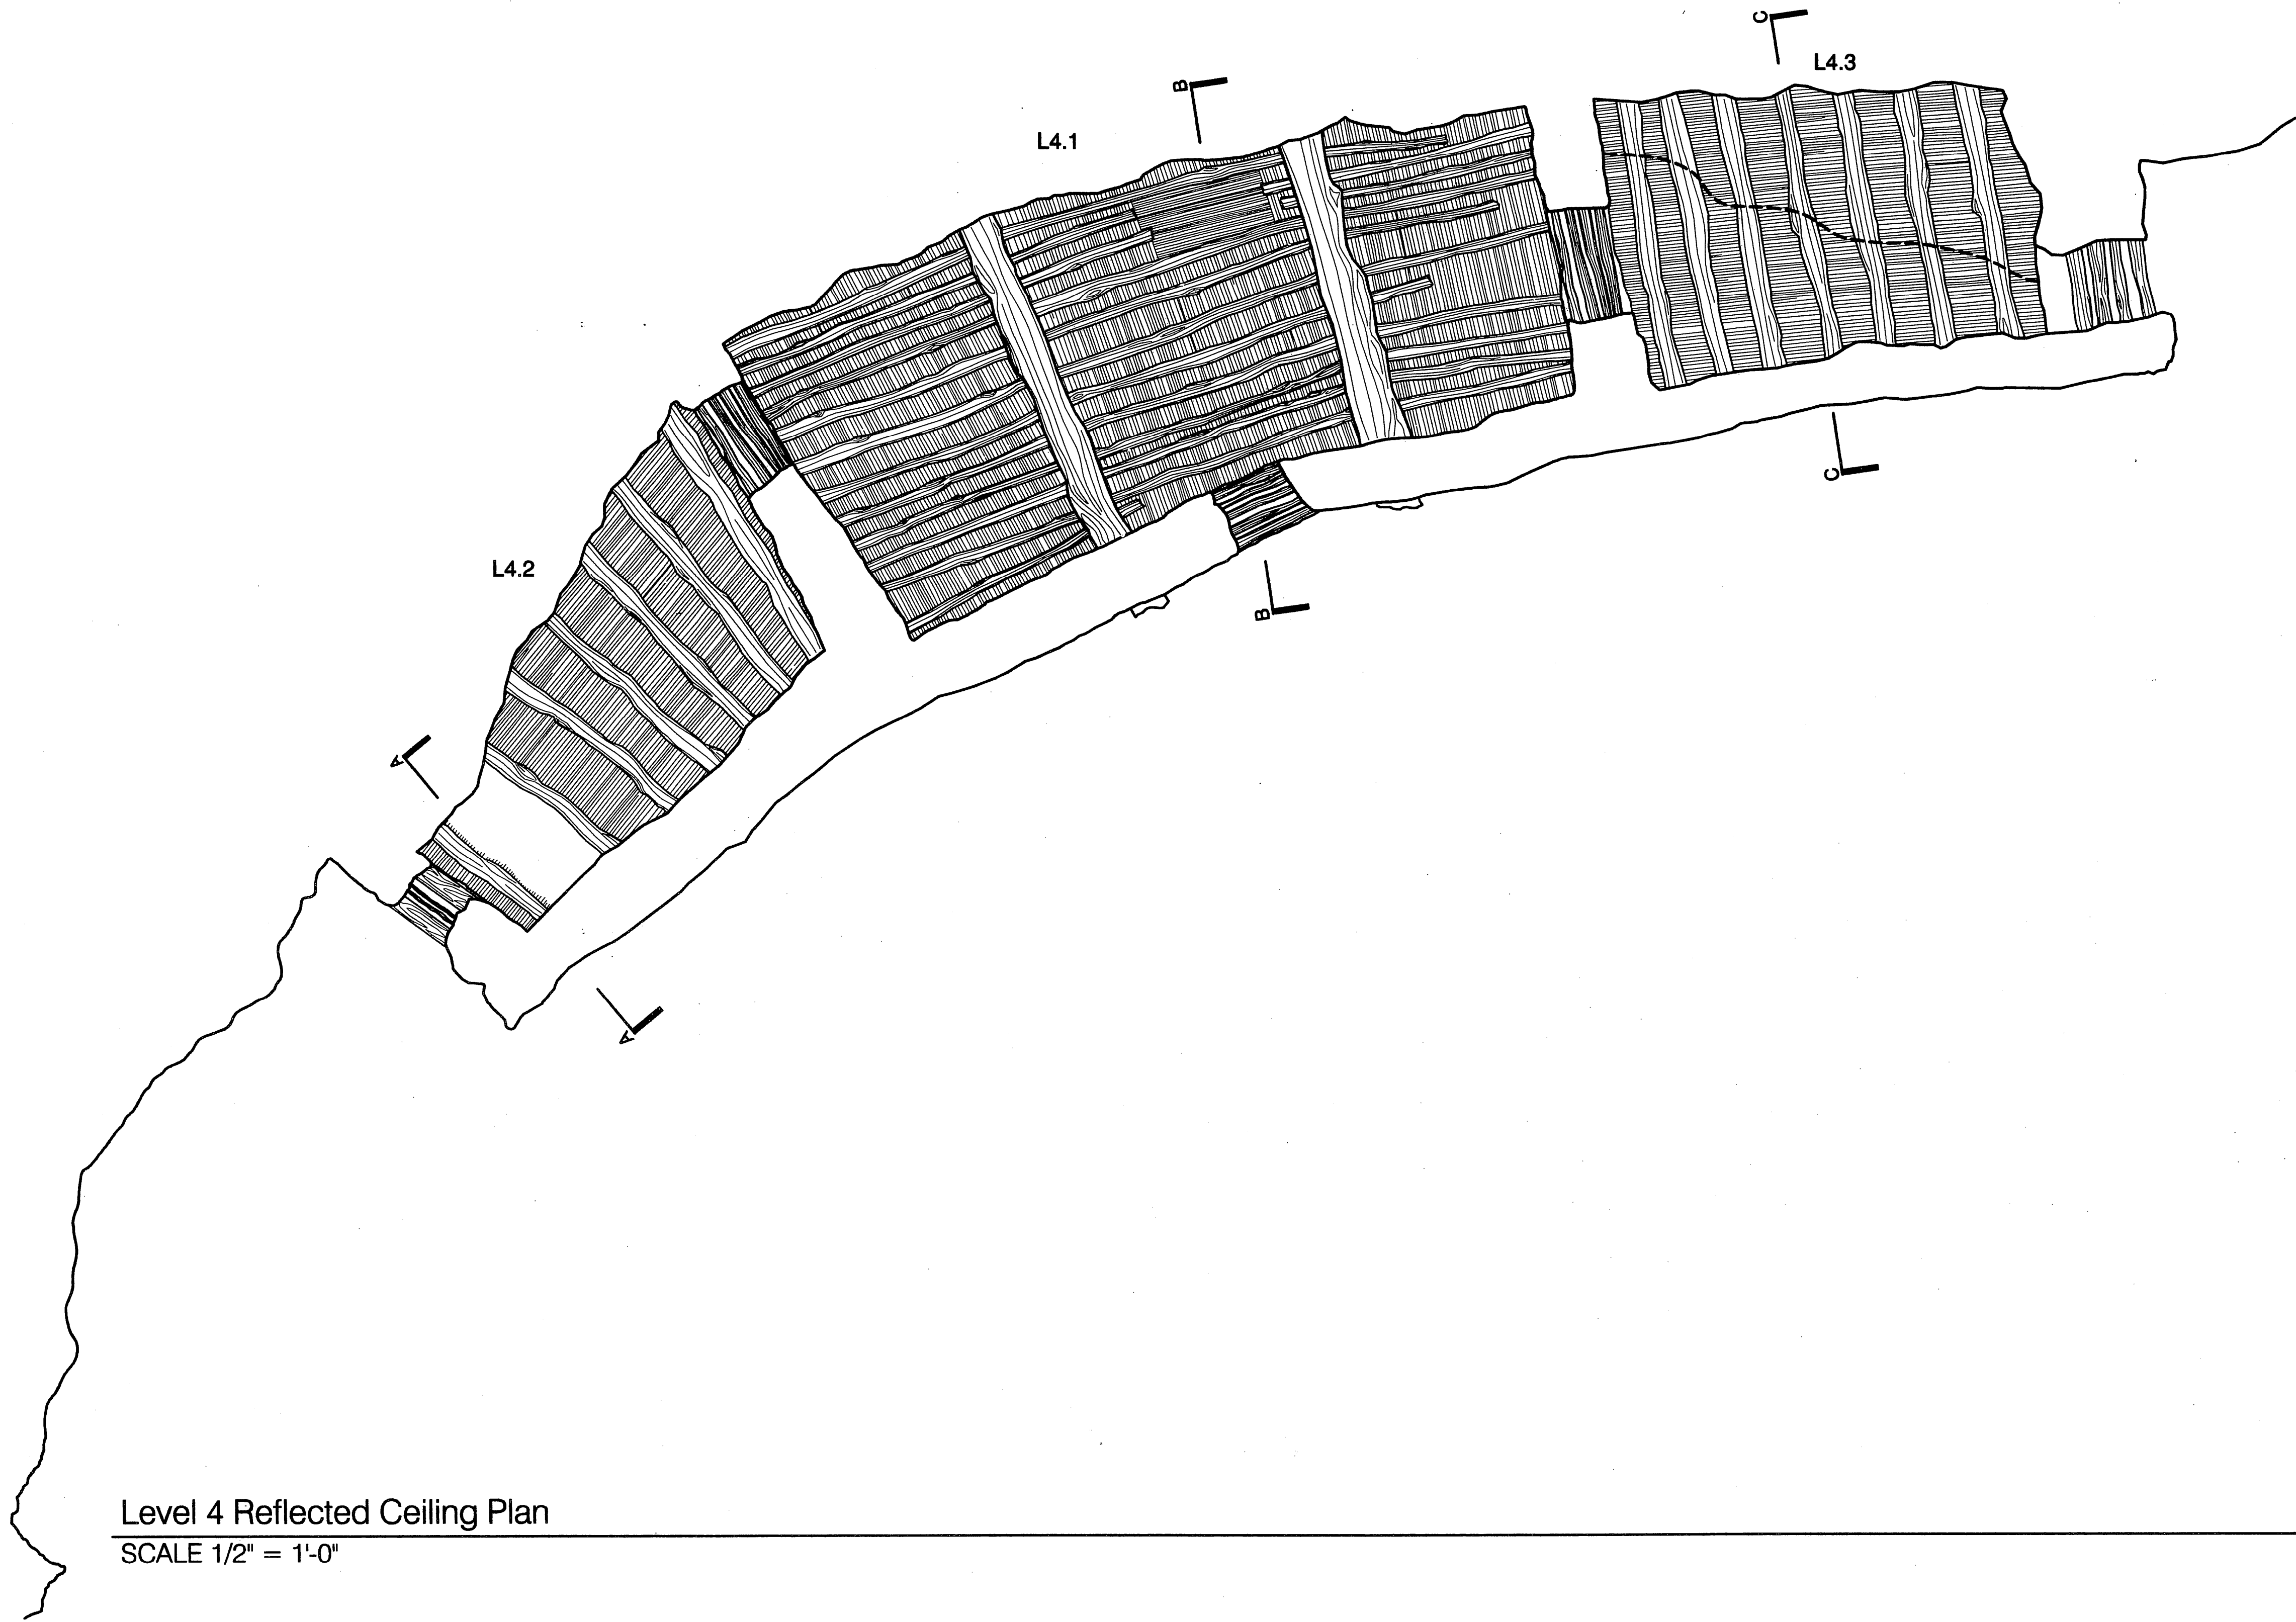 C
L4.3
B
L4.1
L4.2
C
B
A
A
Level 4 Reflected Ceiling Plan
SCALE 1/2" = 1'-0"